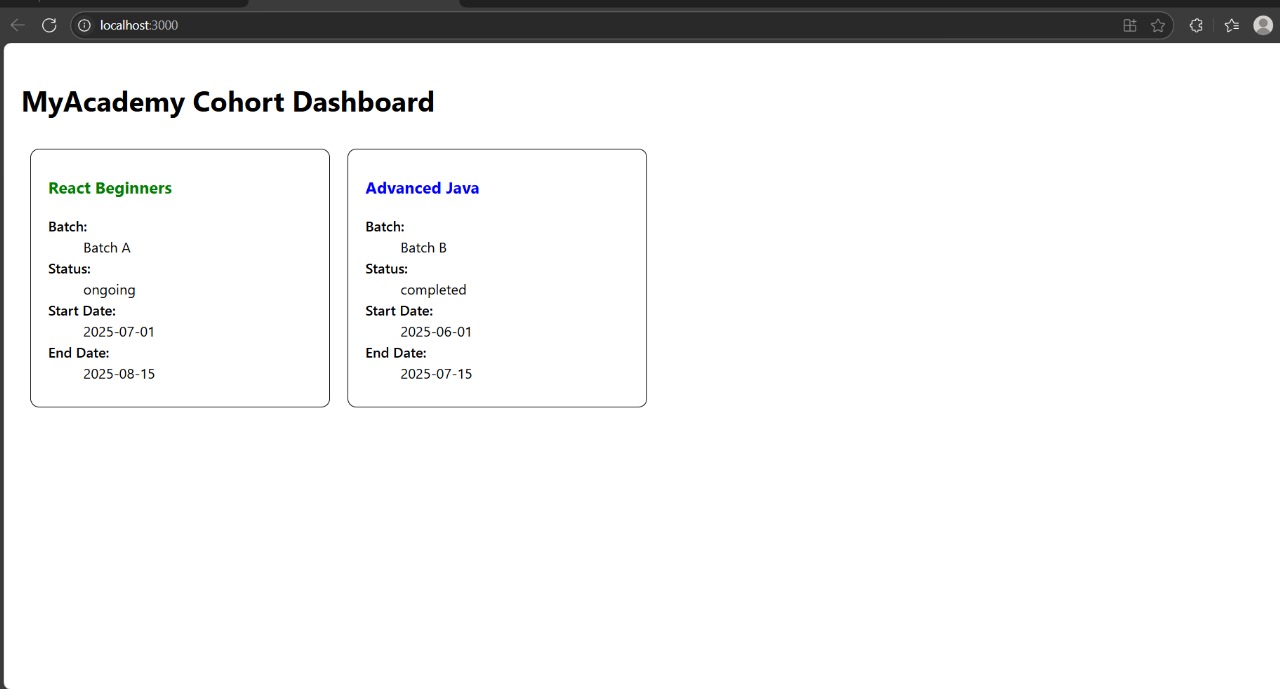 localhost:3000
MyAcademy Cohort Dashboard
React Beginners
Batch:
Batch A
Status:
ongoing
Start Date:
2025-07-01
End Date:
2025-08-15
Advanced Java
Batch:
Batch B
Status:
completed
Start Date:
2025-06-01
End Date:
2025-07-15